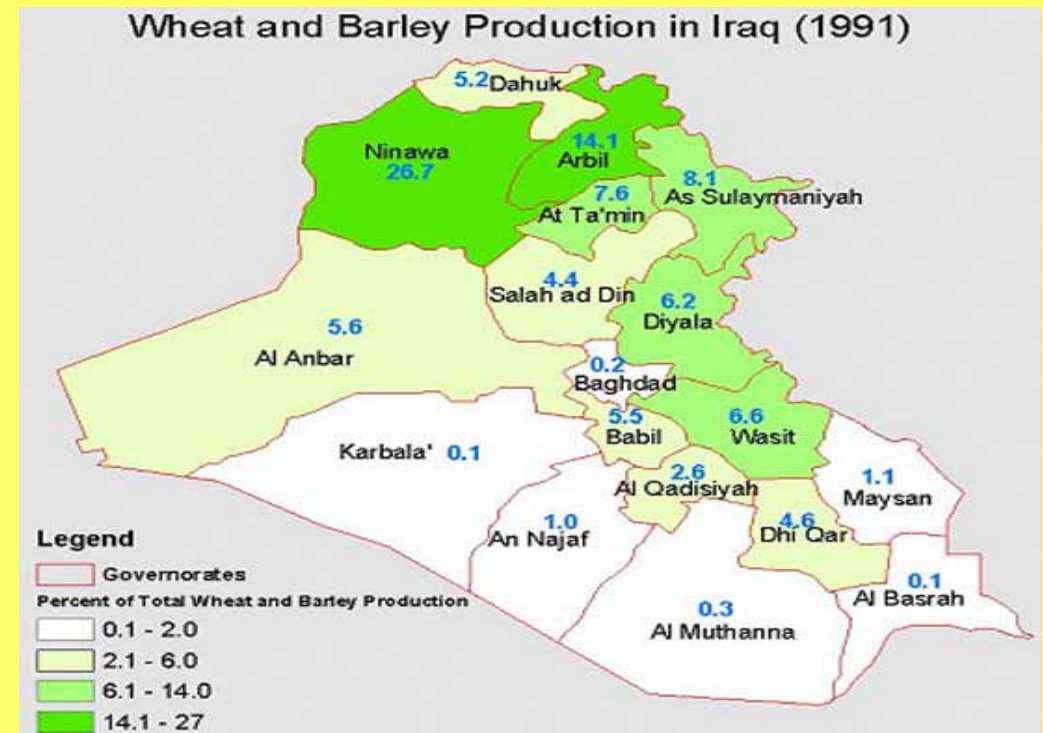 Wheat and Barley Production in Iraq (1991)
5.2 Dahuk
Ninawa
26.7
14.1
Arbil
8.1
As Sulaymaniyah
7.6
At Ta'min
4.4
Salah ad Din
6.2
Diyala
5.6
Al Anbar
0.2
Baghdad
5.5
Babil
6.6
Wasit
Karbala' 0.1
2.6
Al Qadisiyah
1.1
Maysan
1.0
An Najaf
4.6
Dhi Qar
0.1
Al Basrah
0.3
Al Muthanna
Legend
Governorates
Percent of Total Wheat and Barley Production
0.1 - 2.0
2.1 - 6.0
6.1 - 14.0
14.1 - 27